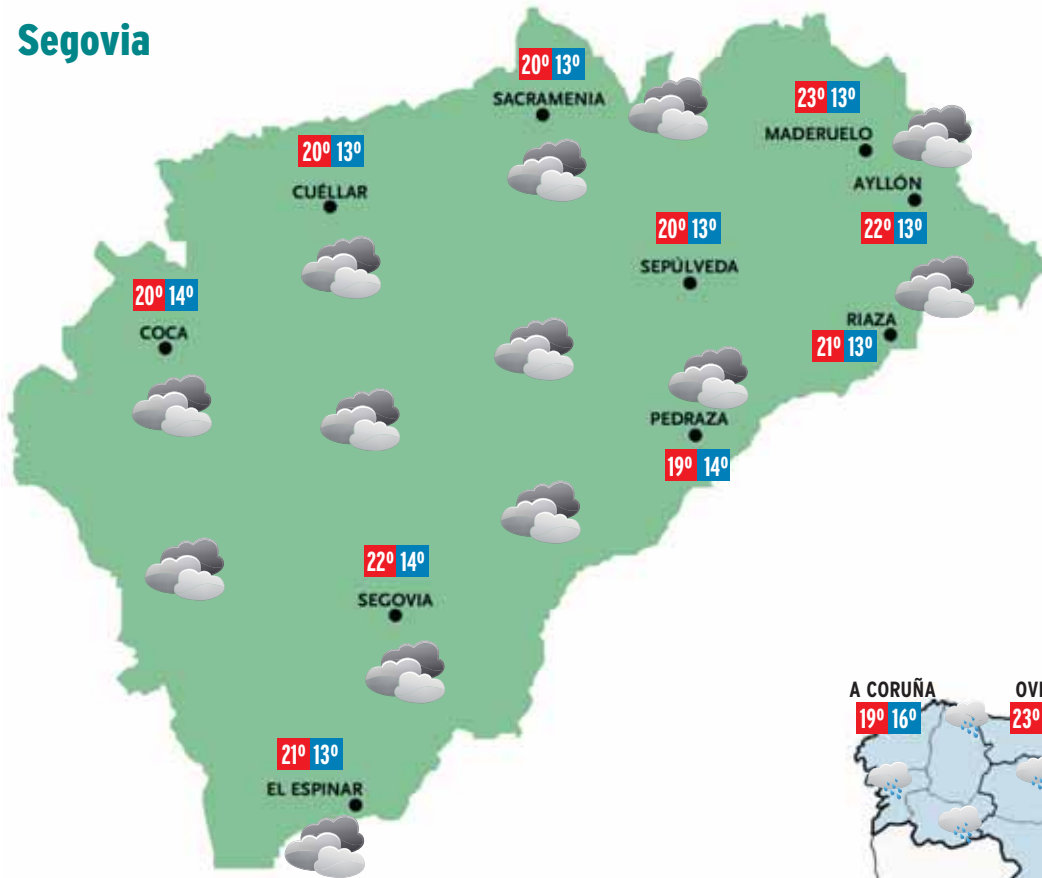 Segovia
20º 13º
SACRAMENIA
23º 13º
MADERUELO
20º 13º
CUÉLLAR
AYLLÓN
22º 13º
20º 13º
SEPÚLVEDA
20º 14º
COCA
RIAZA
21º 13º
PEDRAZA
19º 14º
22º 14º
SEGOVIA
A CORUÑA
19º 16º
OVI
23º
21º 13º
EL ESPINAR